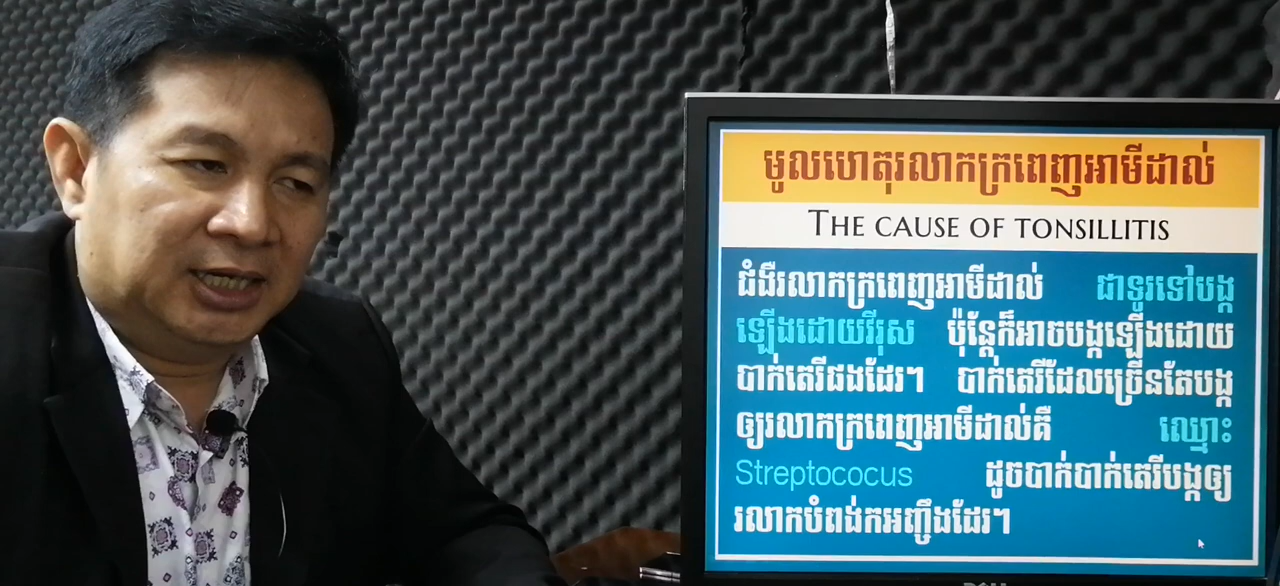 មូលហេតុរលាកក្រពេញអាមីដាល់
THE CAUSE OF TONSILLITIS
ជំងឺរលាកក្រពេញអាមីដាល់ ជាទូរទៅបង្ក
ឡើងដោយវីរុស ប៉ុន្តែក៏អាចបង្កឡើងដោយ
បាក់តេរីផងដែរ។ បាក់តេរីដែលច្រើនតែបង្ក
ឲ្យរលាកក្រពេញអាមីដាល់គឺ ឈ្មោះ
Streptococus ដូចបាក់បាក់តេរីបង្កឲ្យ
រលាកបំពង់កអញ្ចឹងដែរ។